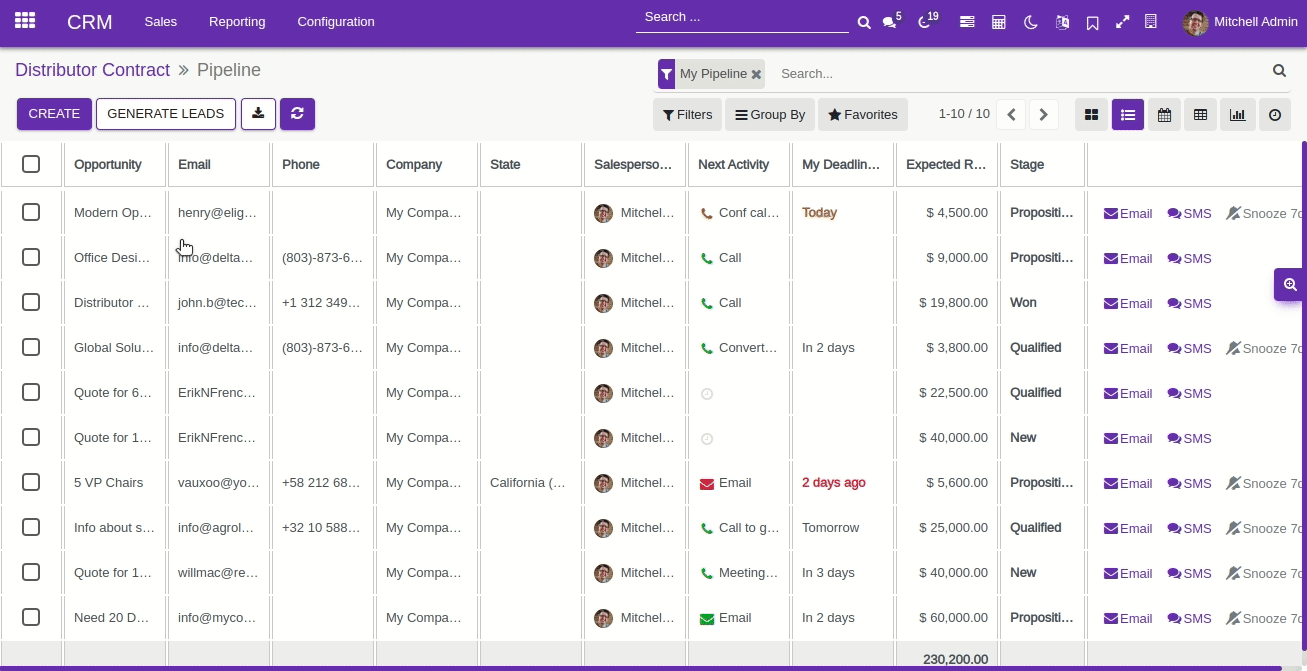 CRM Sales Reporting Configuration Search ... 5 19 Mitchell Admin
Distributor Contract » Pipeline
My Pipeline Search...
CREATE GENERATE LEADS Filters Group By Favorites 1-10 / 10
Opportunity Email Phone Company State Salesperso... Next Activity My Deadlin... Expected R... Stage
Modern Op... henry@elig... My Compa... Mitchel... Conf cal... Today $ 4,500.00 Propositi... Email SMS Snooze 7d
Office Desi... info@delta... (803)-873-6... My Compa... Mitchel... Call $ 9,000.00 Propositi... Email SMS
Distributor ... john.b@tec... +1 312 349... My Compa... Mitchel... Call $ 19,800.00 Won Email SMS
Global Solu... info@delta... (803)-873-6... My Compa... Mitchel... Convert... In 2 days $ 3,800.00 Qualified Email SMS Snooze 7d
Quote for 6... ErikNFrenc... My Compa... Mitchel... $ 22,500.00 Qualified Email SMS
Quote for 1... ErikNFrenc... My Compa... Mitchel... $ 40,000.00 New Email SMS
5 VP Chairs vauxoo@yo... +58 212 68... My Compa... California (... Mitchel... Email 2 days ago $ 5,600.00 Propositi... Email SMS Snooze 7d
Info about s... info@agrol... +32 10 588... My Compa... Mitchel... Call to g... Tomorrow $ 25,000.00 Qualified Email SMS Snooze 7d
Quote for 1... willmac@re... My Compa... Mitchel... Meeting... In 3 days $ 40,000.00 New Email SMS Snooze 7d
Need 20 D... info@myco... My Compa... Mitchel... Email In 2 days $ 60,000.00 Propositi... Email SMS Snooze 7d
230,200.00